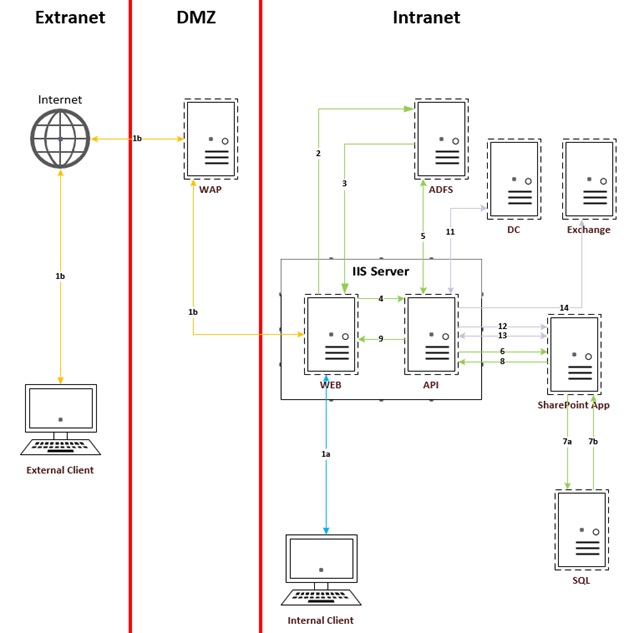 Extranet
DMZ
Intranet
Internet
1b
WAP
2
3
ADFS
5
11
DC
Exchange
1b
1b
IIS Server
4
9
WEB
API
14
12
13
6
8
SharePoint App
1a
7a
7b
External Client
SQL
Internal Client